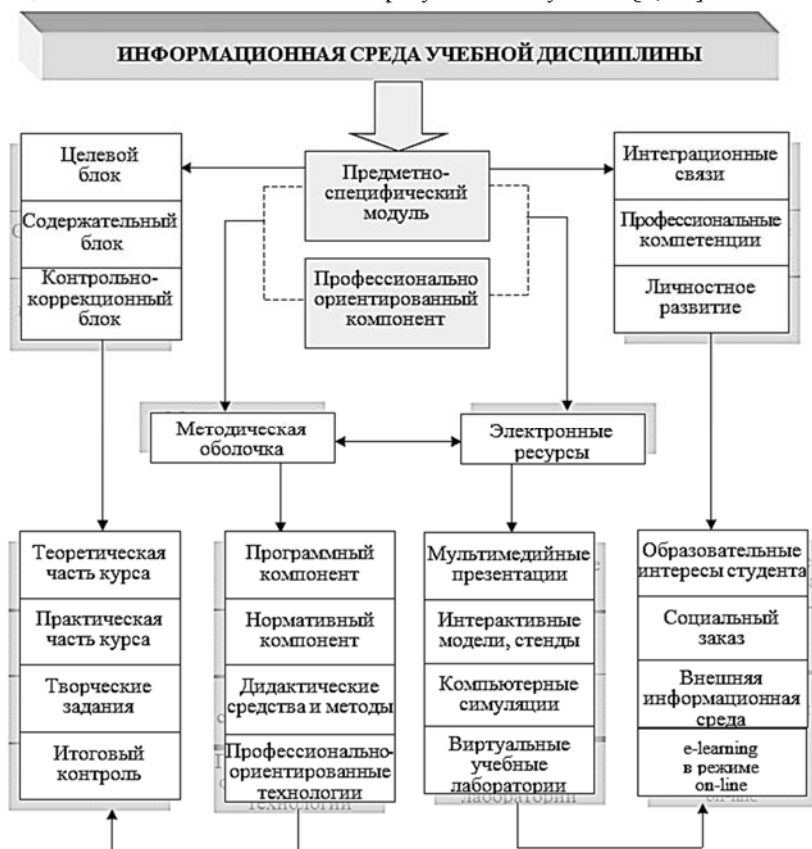 ИНФОРМАЦИОННАЯ СРЕДА УЧЕБНОЙ ДИСЦИПЛИНЫ
Целевой
блок
Содержательный
блок
Контрольно-
коррекционный
блок
Предметно-
специфический
модуль
Профессионально
ориентированный
компонент
Интеграционные
связи
Профессиональные
компетенции
Личностное
развитие
Методическая
оболочка
Электронные
ресурсы
Теоретическая
часть курса
Практическая
часть курса
Творческие
задания
Итоговый
контроль
Программный
компонент
Нормативный
компонент
Дидактические
средства и методы
Профессионально-
ориентированные
технологии
Мультимедийные
презентации
Интерактивные
модели, стенды
Компьютерные
симуляции
Виртуальные
учебные
лаборатории
Образовательные
интересы студента
Социальный
заказ
Внешняя
информационная
среда
e-learning
в режиме
on-line